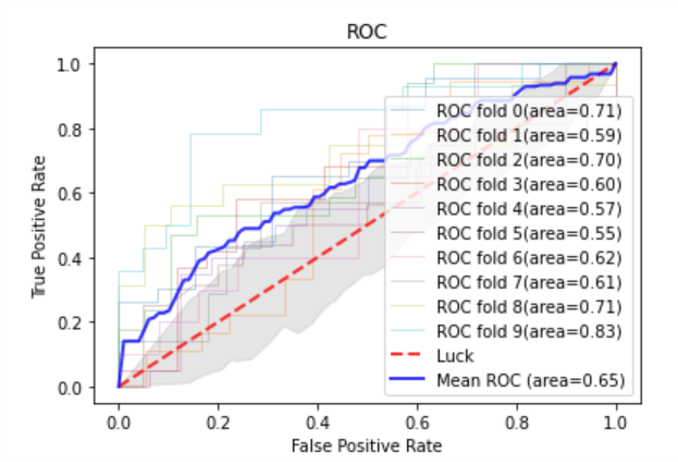 ROC
1.0
0.8
0.6
0.4
0.2
0.0
True Positive Rate
ROC fold 0(area=0.71)
ROC fold 1(area=0.59)
ROC fold 2(area=0.70)
ROC fold 3(area=0.60)
ROC fold 4(area=0.57)
ROC fold 5(area=0.55)
ROC fold 6(area=0.62)
ROC fold 7(area=0.61)
ROC fold 8(area=0.71)
ROC fold 9(area=0.83)
Luck
Mean ROC (area=0.65)
0.0 0.2 0.4 0.6 0.8 1.0
False Positive Rate